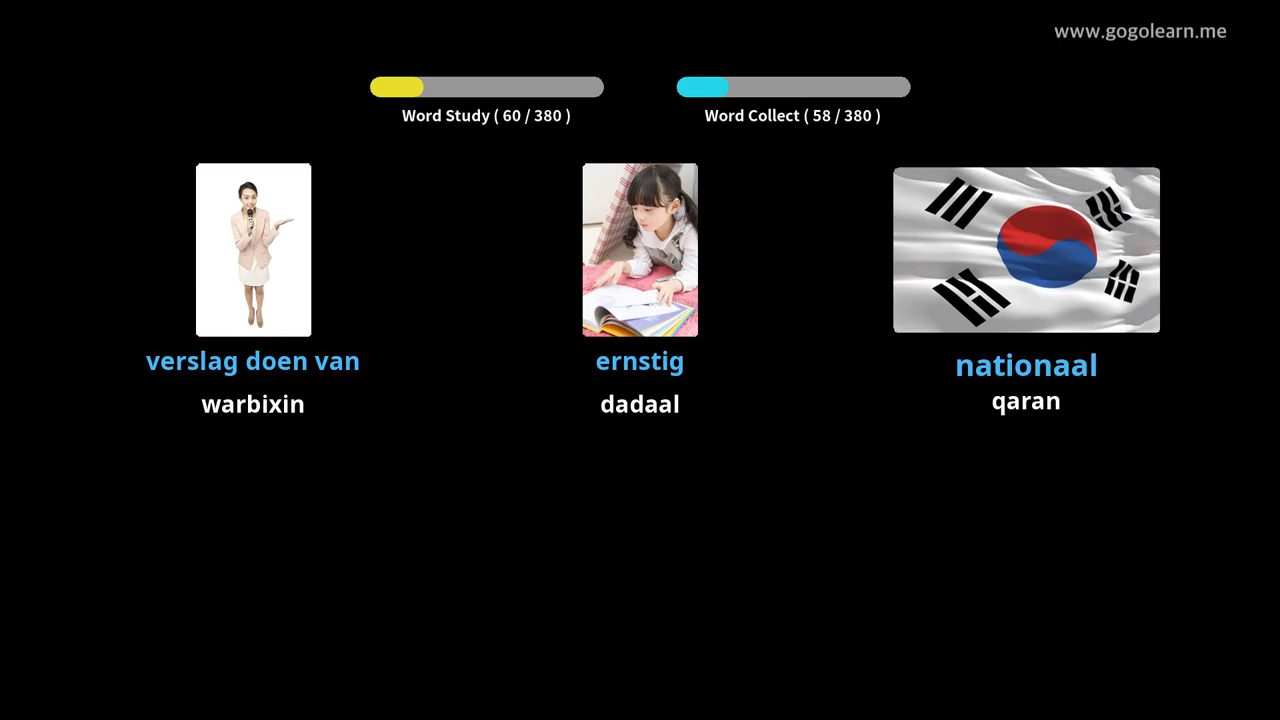 www.gogolearn.me
Word Study ( 60 / 380 )
Word Collect ( 58 / 380 )
verslag doen van
warbixin
ernstig
dadaal
nationaal
qaran